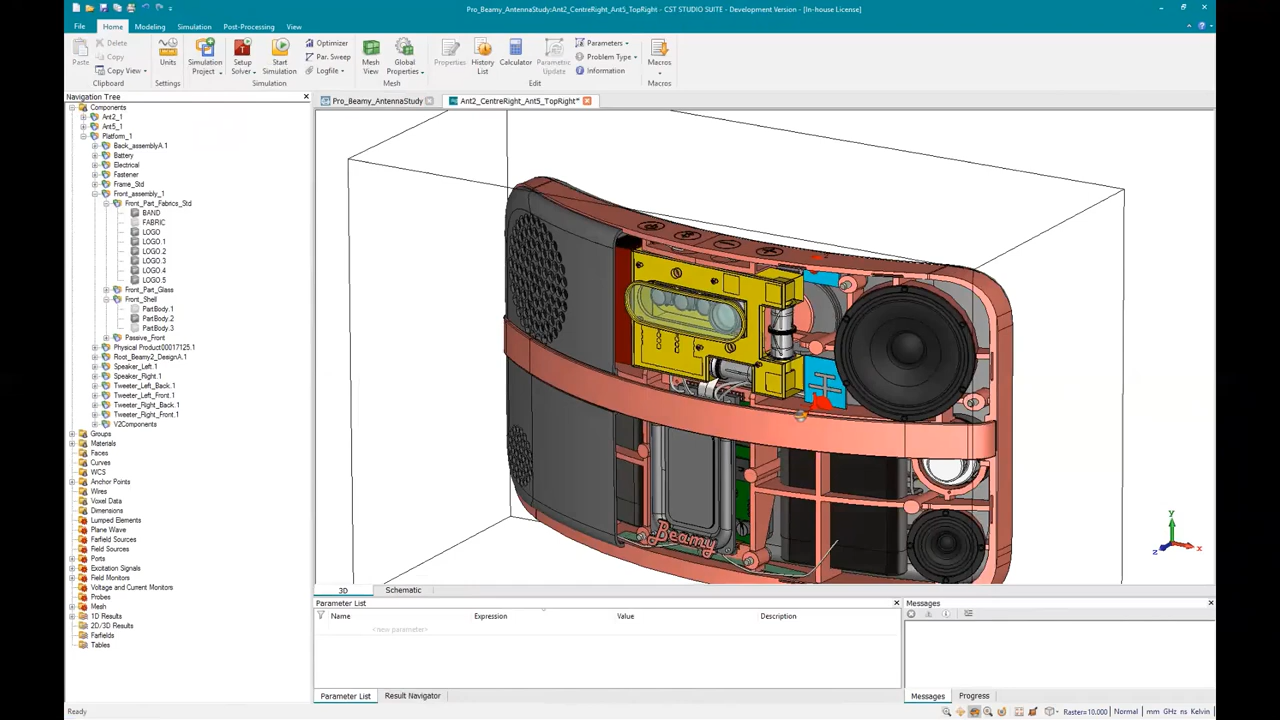 Pro_Beamy_AntennaStudy:Ant2_CentreRight_Ant5_TopRight* - CST STUDIO SUITE - Development Version - [In-house License]
File Home Modeling Simulation Post-Processing View
Paste
Delete
Copy
Copy View
Clipboard
Units
Settings
Simulation Project
Setup Solver
Start Simulation
Optimizer
Par. Sweep
Logfile
Simulation
Mesh View
Global Properties
Mesh
Properties
History List
Calculator
Parametric Update
Parameters
Problem Type
Information
Edit
Macros
Macros
Navigation Tree
Components
Ant2_1
Ant5_1
Platform_1
Back_assemblyA.1
Battery
Electrical
Fastener
Frame_Std
Front_assembly_1
Front_Part_Fabrics_Std
BAND
FABRIC
LOGO
LOGO.1
LOGO.2
LOGO.3
LOGO.4
LOGO.5
Front_Part_Glass
Front_Shell
PartBody.1
PartBody.2
PartBody.3
Passive_Front
Physical Product00017125.1
Root_Beamy2_DesignA.1
Speaker_Left.1
Speaker_Right.1
Tweeter_Left_Back.1
Tweeter_Left_Front.1
Tweeter_Right_Back.1
Tweeter_Right_Front.1
V2Components
Groups
Materials
Faces
Curves
WCS
Anchor Points
Wires
Voxel Data
Dimensions
Lumped Elements
Plane Wave
Farfield Sources
Field Sources
Ports
Excitation Signals
Field Monitors
Voltage and Current Monitors
Probes
Mesh
1D Results
2D/3D Results
Farfields
Tables
Pro_Beamy_AntennaStudy Ant2_CentreRight_Ant5_TopRight*
Beamy
y
z x
3D Schematic
Parameter List
Name Expression Value Description
<new parameter>
Parameter List Result Navigator
Messages
Messages Progress
Ready
Raster=10.000 Normal mm GHz ns Kelvin